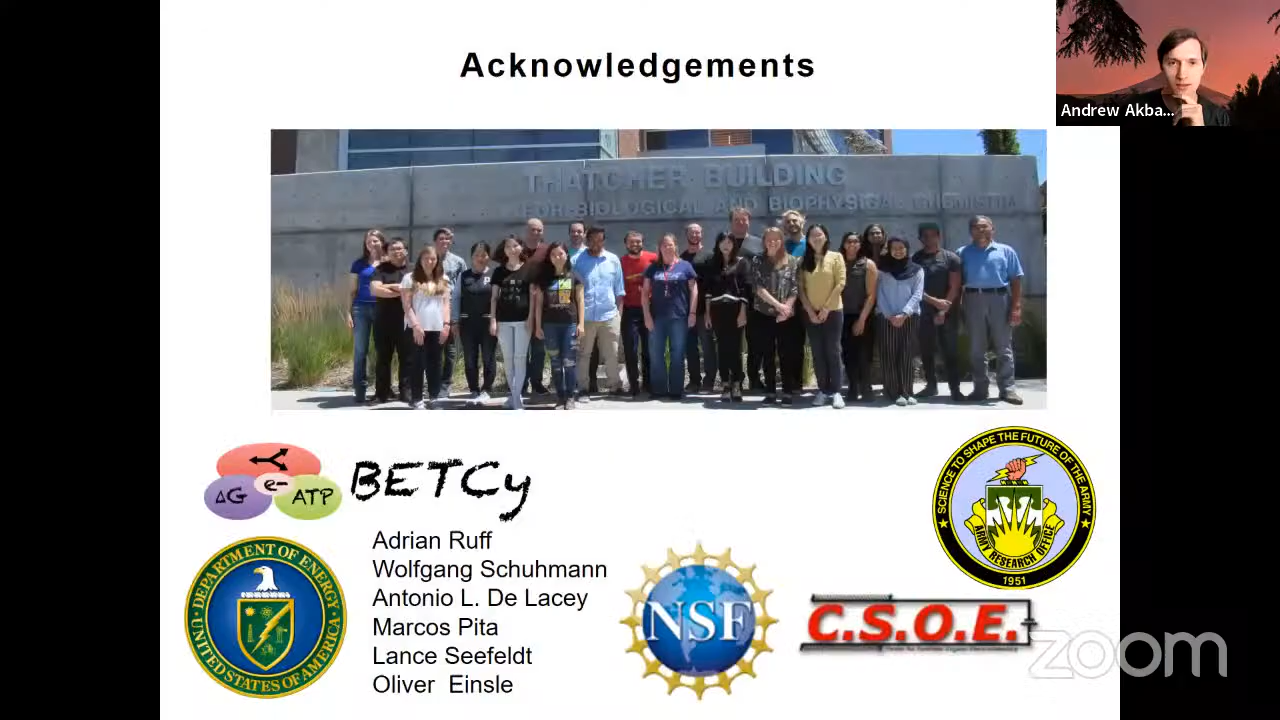 Acknowledgements
Andrew Akba...
THATCHER BUILDING
FOR BIOLOGICAL AND BIOPHYSICAL CHEMISTRY
ΔG
e-
ATP
BETCy
SCIENCE TO SHAPE THE FUTURE OF THE ARMY
ARMY RESEARCH OFFICE
1951
DEPARTMENT OF ENERGY
UNITED STATES OF AMERICA
Adrian Ruff
Wolfgang Schuhmann
Antonio L. De Lacey
Marcos Pita
Lance Seefeldt
Oliver Einsle
NSF
C.S.O.E.
zoom